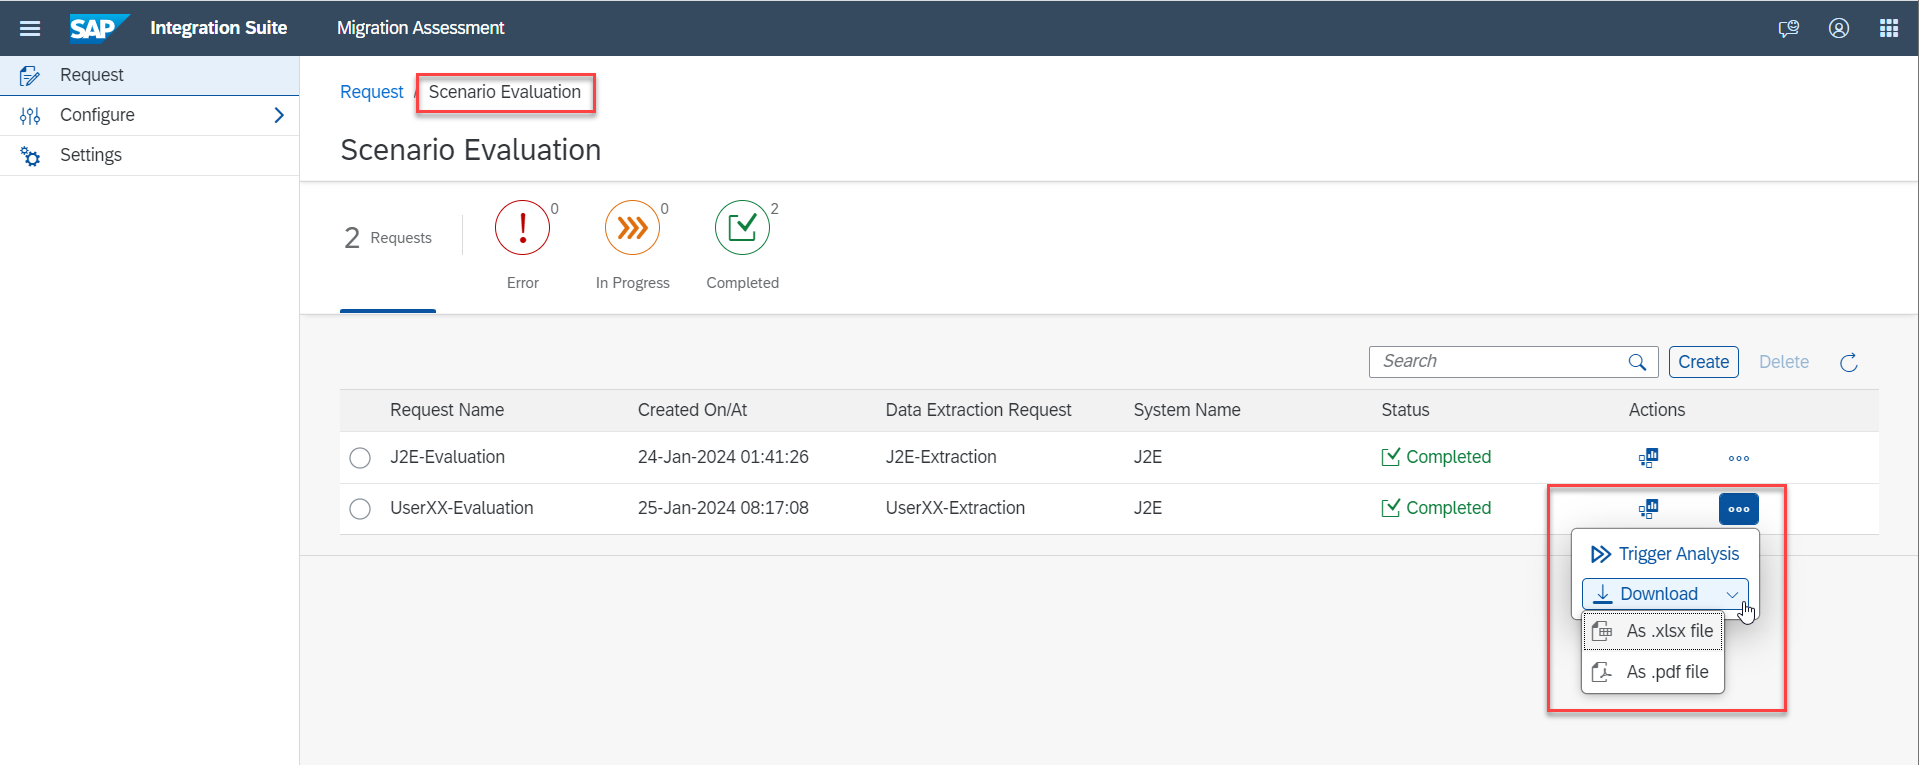 SAP Integration Suite Migration Assessment
Request
Configure
Settings
Request / Scenario Evaluation
Scenario Evaluation
2 Requests
0
Error
0
In Progress
2
Completed
Search Create Delete
Request Name Created On/At Data Extraction Request System Name Status Actions
J2E-Evaluation 24-Jan-2024 01:41:26 J2E-Extraction J2E Completed
UserXX-Evaluation 25-Jan-2024 08:17:08 UserXX-Extraction J2E Completed
Trigger Analysis
Download
As .xlsx file
As .pdf file